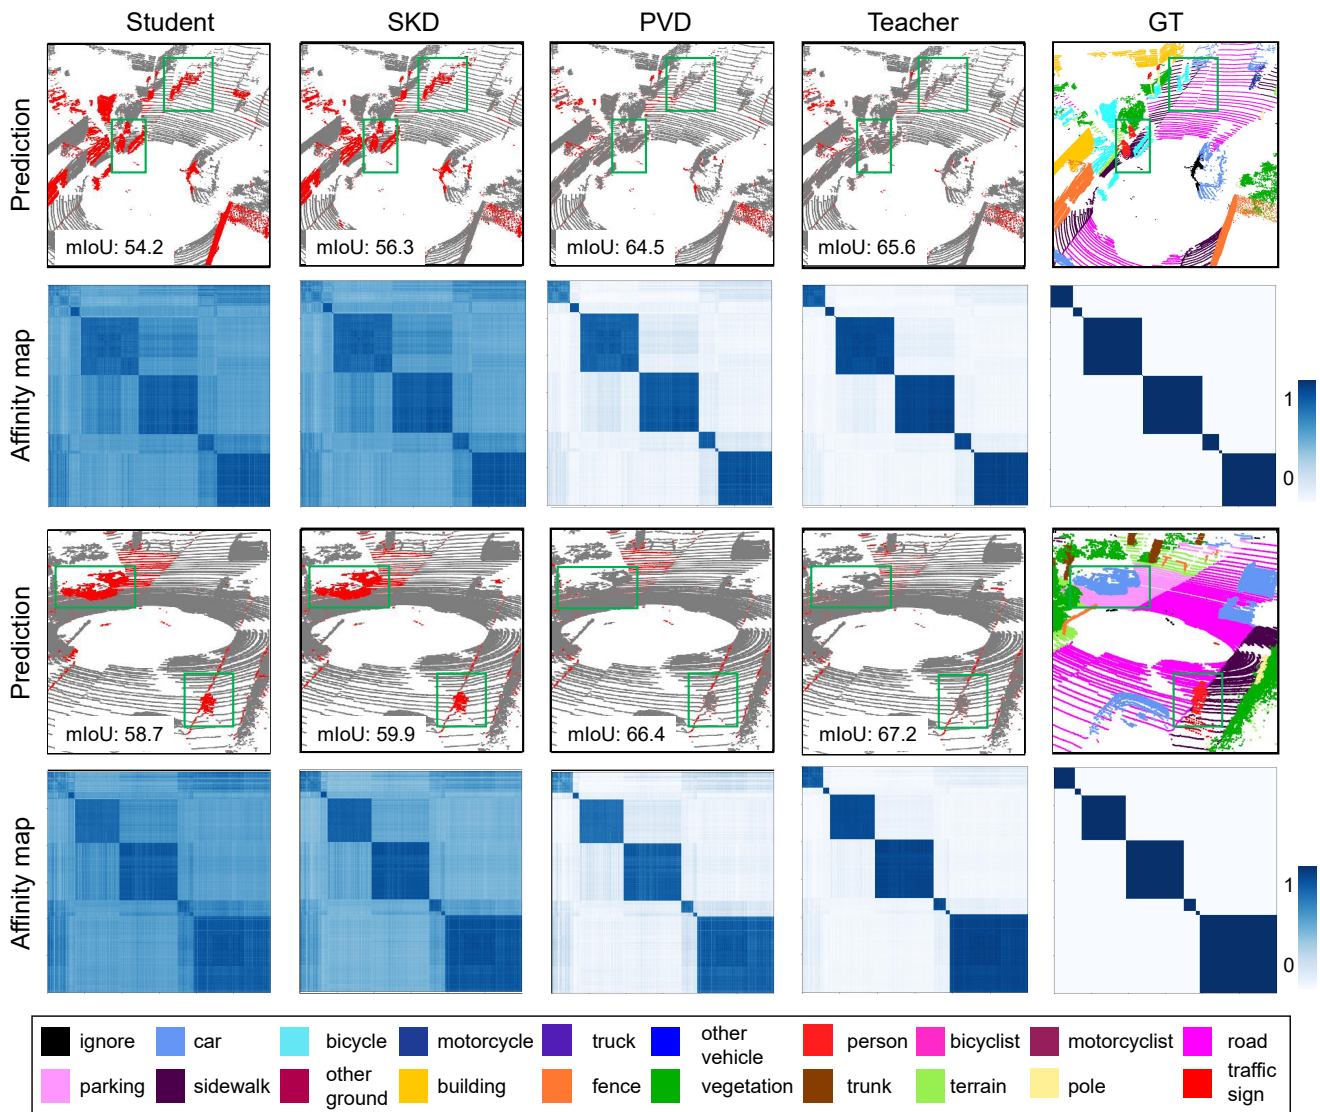 Student SKD PVD Teacher GT
Prediction
mIoU: 54.2 mIoU: 56.3 mIoU: 64.5 mIoU: 65.6
Affinity map
1
0
Prediction
mIoU: 58.7 mIoU: 59.9 mIoU: 66.4 mIoU: 67.2
Affinity map
1
0
ignore car bicycle motorcycle truck other vehicle person bicyclist motorcyclist road
parking sidewalk other ground building fence vegetation trunk terrain pole traffic sign